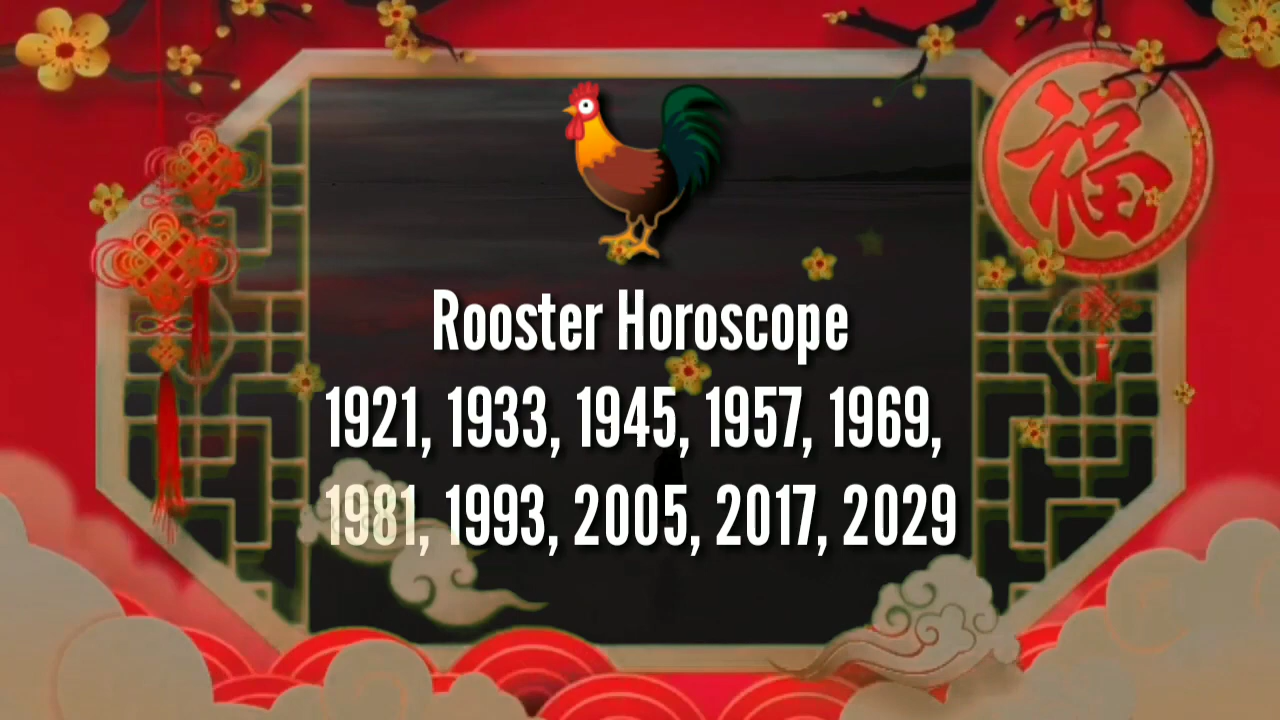 福
Rooster Horoscope
1921, 1933, 1945, 1957, 1969,
1981, 1993, 2005, 2017, 2029